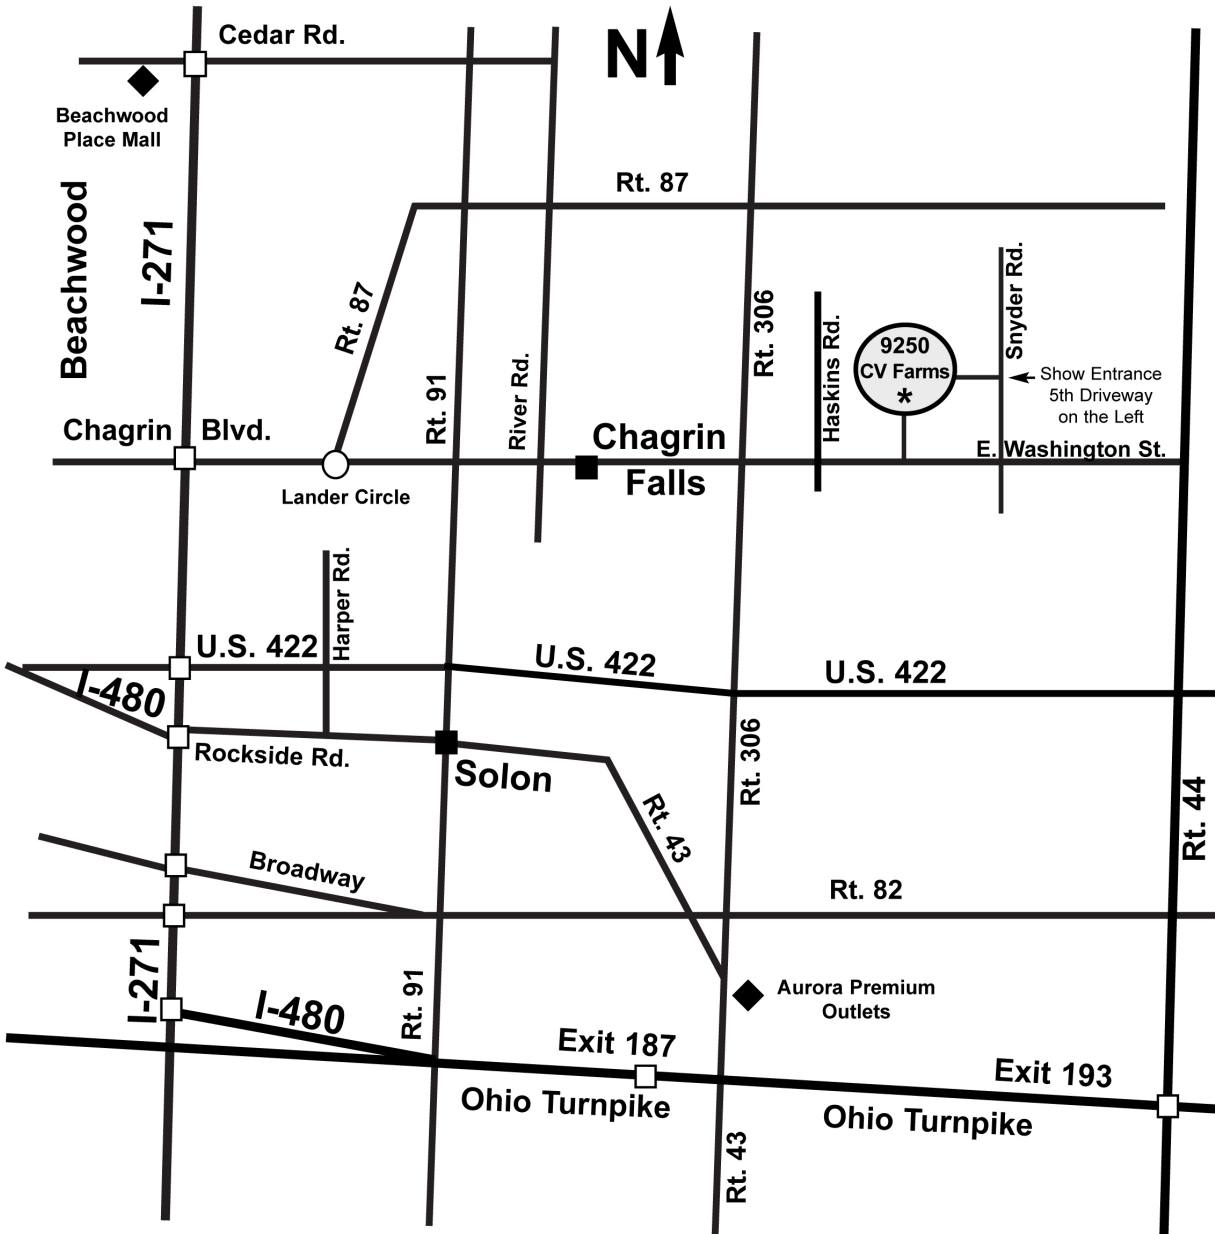 Cedar Rd.
N
Beachwood
Place Mall
Rt. 87
Beachwood
I-271
Rt. 87
Rt. 91
River Rd.
Rt. 306
Haskins Rd.
9250
CV Farms
*
Snyder Rd.
Show Entrance
5th Driveway
on the Left
Chagrin Blvd.
Chagrin
Falls
E. Washington St.
Lander Circle
Harper Rd.
U.S. 422
U.S. 422
U.S. 422
I-480
Rockside Rd.
Solon
Rt. 306
Rt. 43
Rt. 44
Broadway
Rt. 82
I-271
I-480
Rt. 91
Aurora Premium
Outlets
Exit 187
Ohio Turnpike
Exit 193
Ohio Turnpike
Rt. 43